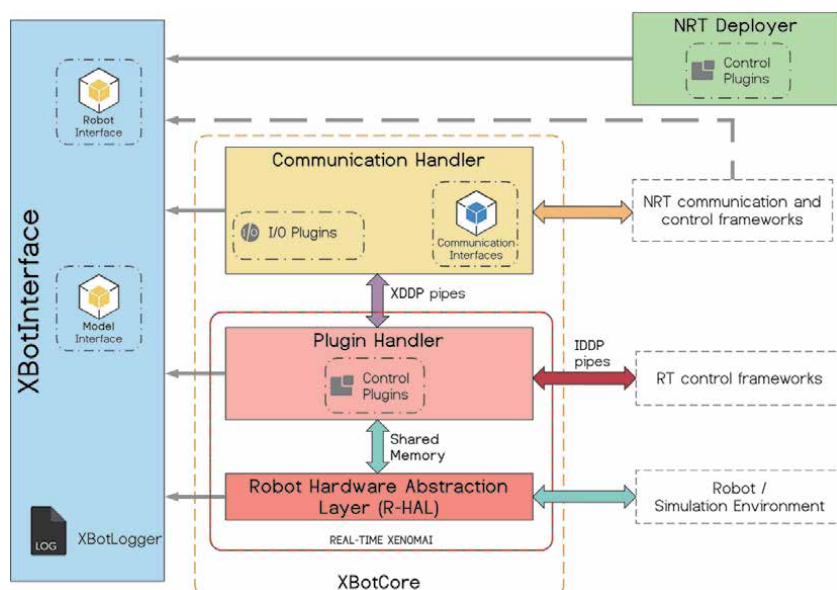 NRT Deployer
Control
Plugins
XBotInterface
Robot
Interface
Communication Handler
I/O
I/O Plugins
Communication
Interfaces
NRT communication and
control frameworks
XDDP pipes
Model
Interface
Plugin Handler
Control
Plugins
IDDP
pipes
RT control frameworks
Shared
Memory
Robot Hardware Abstraction
Layer (R-HAL)
Robot /
Simulation Environment
LOG
XBotLogger
REAL-TIME XENOMAI
XBotCore